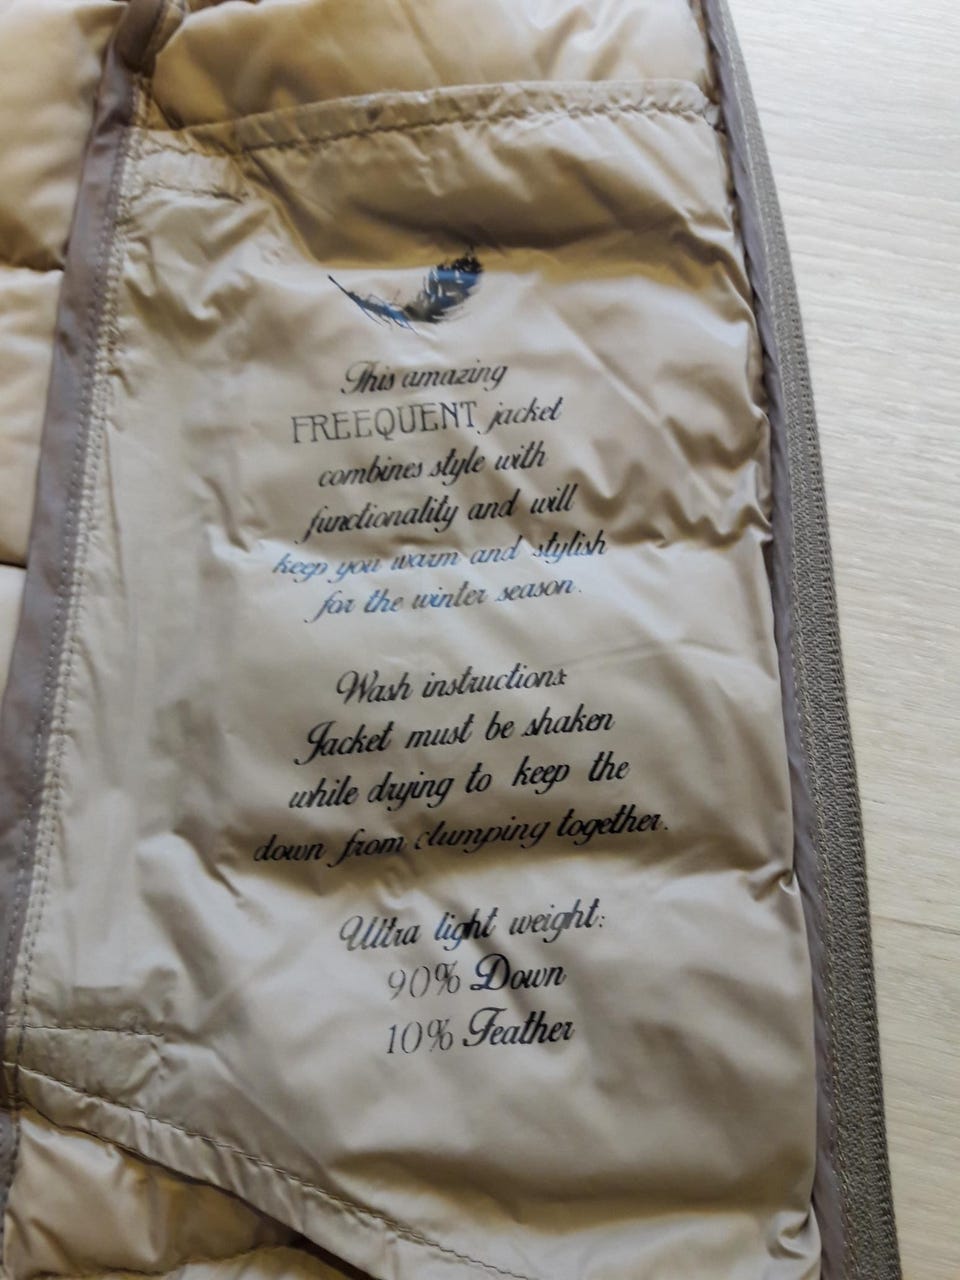 This amazing
FREEQUENT jacket
combines style with
functionality and will
keep you warm and stylish
for the winter season.
Wash instructions:
Jacket must be shaken
while drying to keep the
down from clumping together.
Ultra light weight:
90% Down
10% Feather